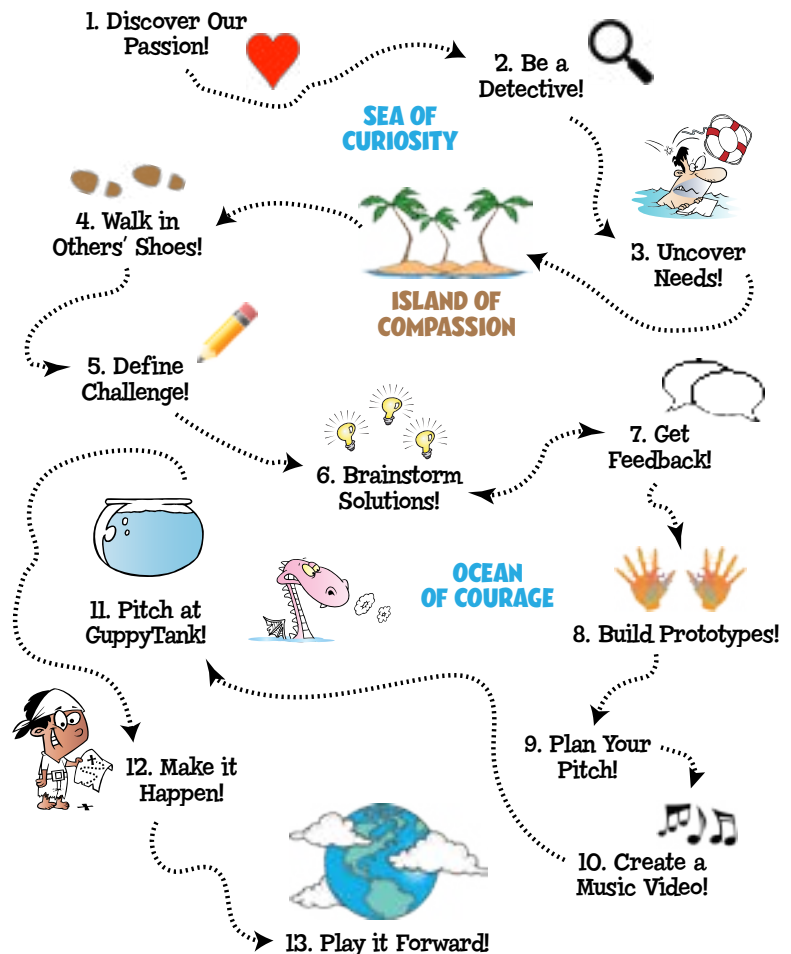 1. Discover Our
Passion!
2. Be a
Detective!
SEA OF
CURIOSITY
3. Uncover
Needs!
4. Walk in
Others' Shoes!
ISLAND OF
COMPASSION
5. Define
Challenge!
6. Brainstorm
Solutions!
7. Get
Feedback!
OCEAN
OF COURAGE
8. Build Prototypes!
9. Plan Your
Pitch!
10. Create a
Music Video!
11. Pitch at
GuppyTank!
12. Make it
Happen!
13. Play it Forward!